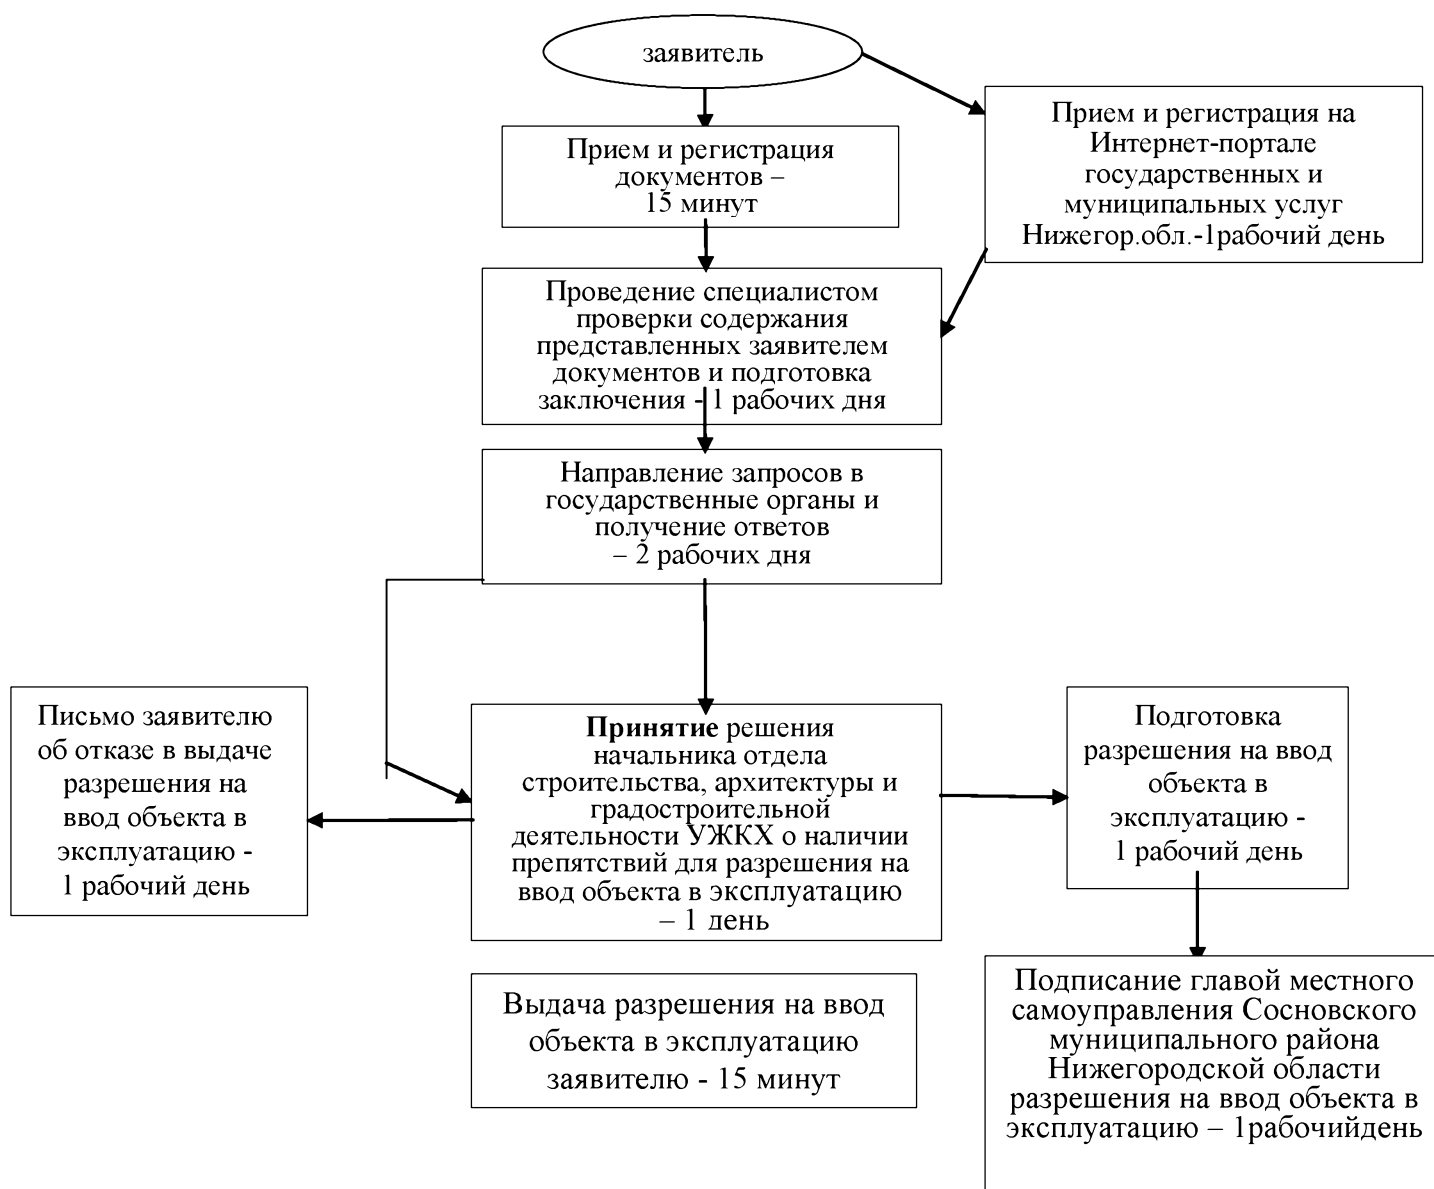 заявитель
Прием и регистрация
документов –
15 минут
Прием и регистрация на
Интернет-портале
государственных и
муниципальных услуг
Нижегор.обл.-1рабочий день
Проведение специалистом
проверки содержания
представленных заявителем
документов и подготовка
заключения - 1 рабочих дня
Направление запросов в
государственные органы и
получение ответов
– 2 рабочих дня
Письмо заявителю
об отказе в выдаче
разрешения на
ввод объекта в
эксплуатацию -
1 рабочий день
Принятие решения
начальника отдела
строительства, архитектуры и
градостроительной
деятельности УЖКХ о наличии
препятствий для разрешения на
ввод объекта в эксплуатацию
– 1 день
Подготовка
разрешения на ввод
объекта в
эксплуатацию -
1 рабочий день
Выдача разрешения на ввод
объекта в эксплуатацию
заявителю - 15 минут
Подписание главой местного
самоуправления Сосновского
муниципального района
Нижегородской области
разрешения на ввод объекта в
эксплуатацию – 1рабочийдень